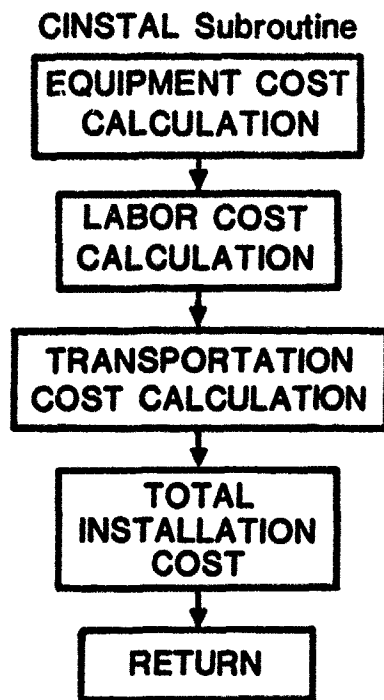 CINSTAL Subroutine
EQUIPMENT COST
CALCULATION
LABOR COST
CALCULATION
TRANSPORTATION
COST CALCULATION
TOTAL
INSTALLATION
COST
RETURN